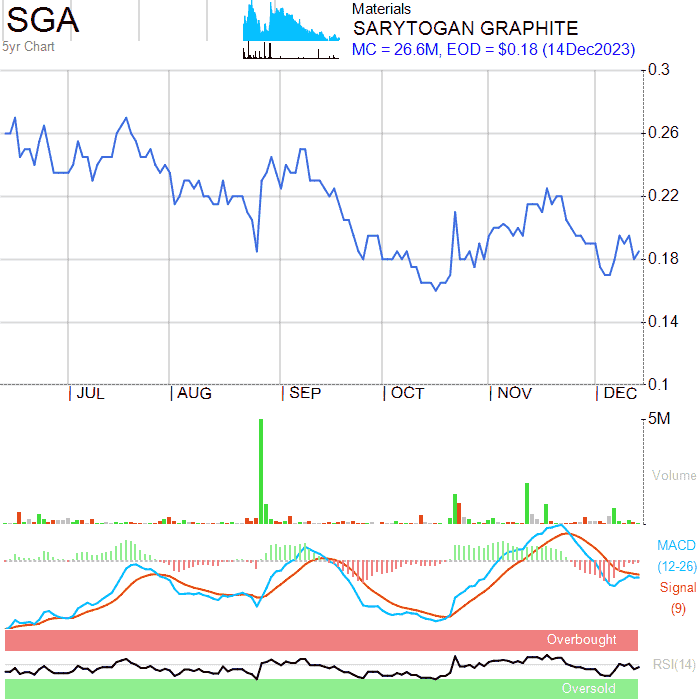 SGA
5yr Chart
Materials
SARYTOGAN GRAPHITE
MC = 26.6M, EOD = $0.18 (14Dec2023)
0.3
0.26
0.22
0.18
0.14
0.1
JUL AUG SEP OCT NOV DEC
5M
Volume
MACD
(12-26)
Signal
(9)
Overbought
RSI(14)
Oversold